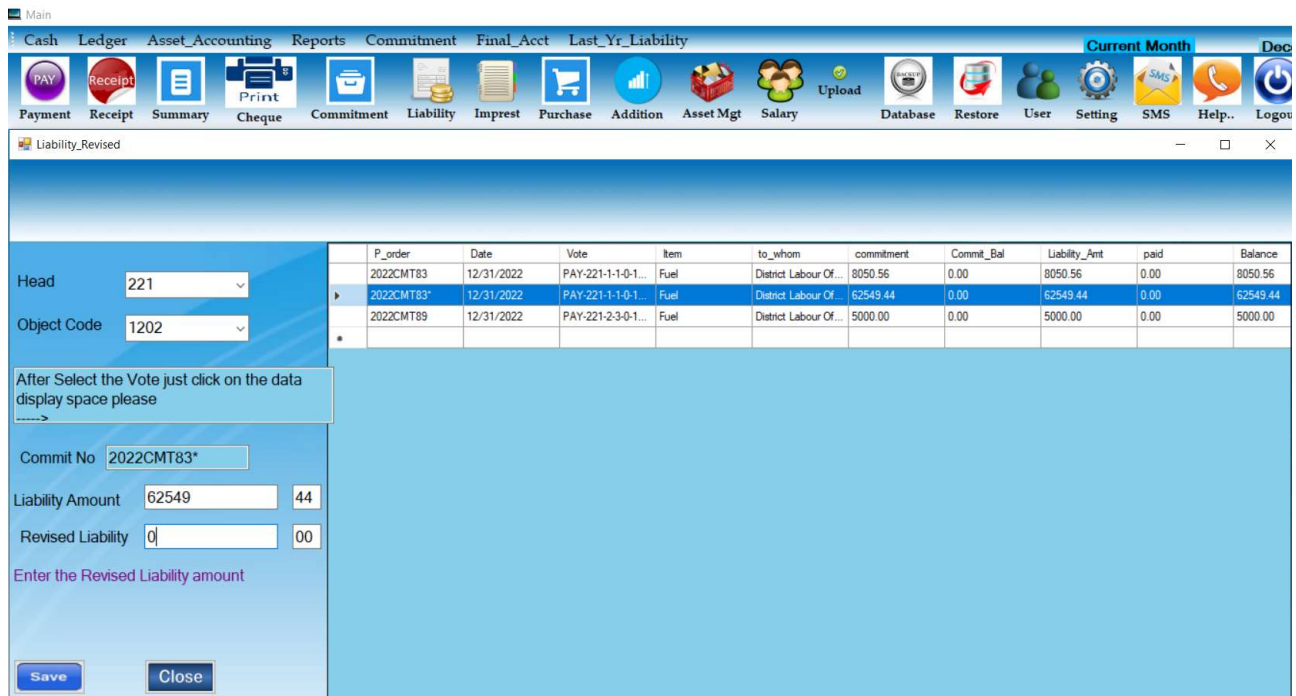 Main
Cash Ledger Asset_Accounting Reports Commitment Final_Acct Last_Yr_Liability
Current Month
PAY Receipt Print BACKUP SMS
Payment Receipt Summary Cheque Commitment Liability Imprest Purchase Addition Asset Mgt Salary Upload Database Restore User Setting SMS Help..
Liability_Revised
P_order Date Vote Item to_whom commitment Commit_Bal Liability_Amt paid Balance
2022CMT83 12/31/2022 PAY-221-1-1-0-1... Fuel District Labour Of... 8050.56 0.00 8050.56 0.00 8050.56
2022CMT83* 12/31/2022 PAY-221-1-1-0-1... Fuel District Labour Of... 62549.44 0.00 62549.44 0.00 62549.44
2022CMT89 12/31/2022 PAY-221-2-3-0-1... Fuel District Labour Of... 5000.00 0.00 5000.00 0.00 5000.00
Head 221
Object Code 1202
After Select the Vote just click on the data
display space please
----->
Commit No 2022CMT83*
Liability Amount 62549 44
Revised Liability 0 00
Enter the Revised Liability amount
Save Close